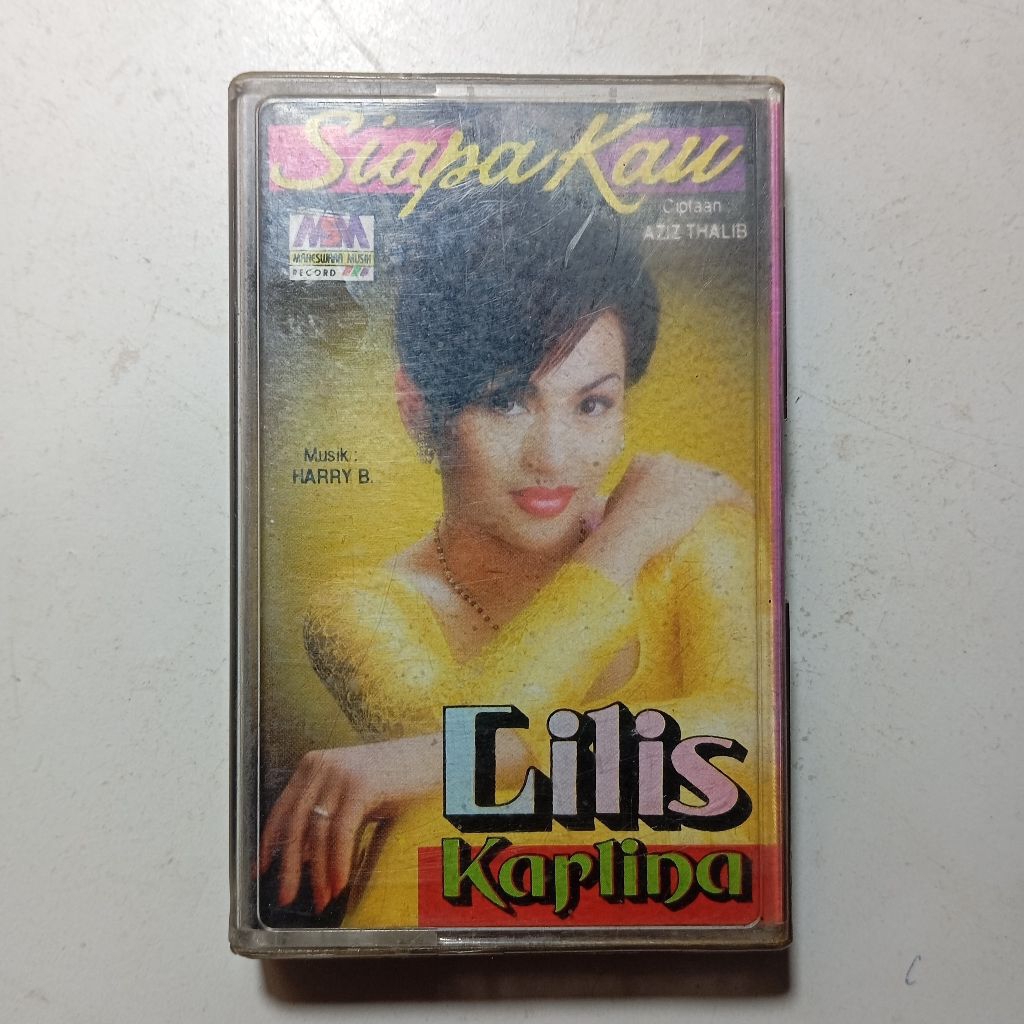 Siapa Kau
Ciptaan :
AZIZ THALIB
MSM
MAHESWARA MUSIK
RECORD
Musik :
HARRY B.
Lilis
Karlina